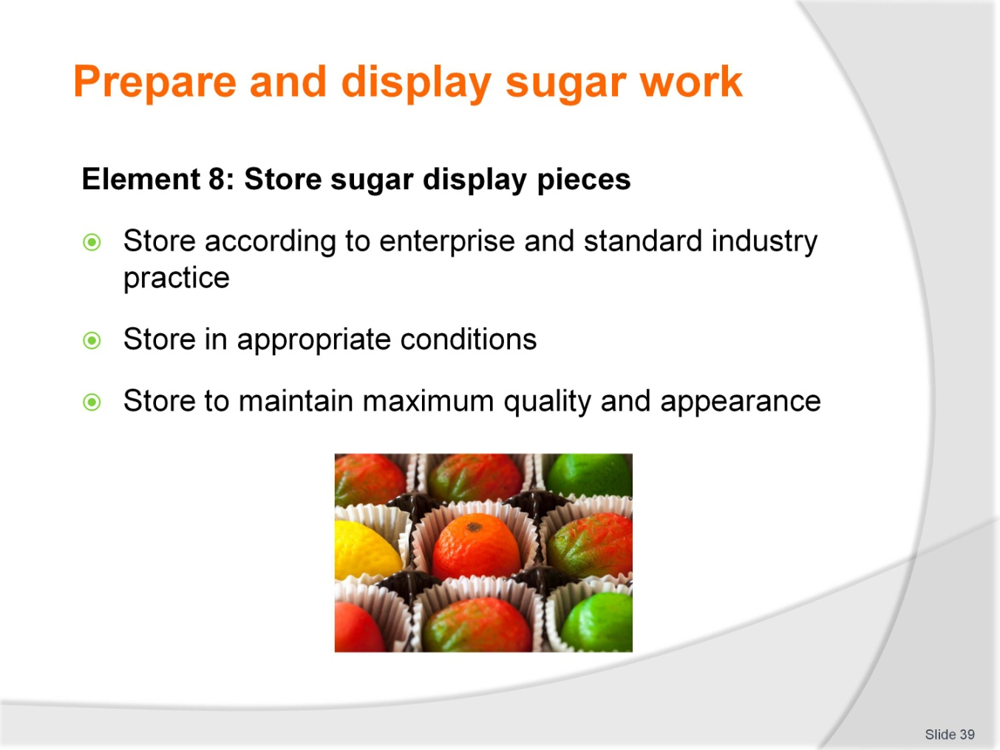 Prepare and display sugar work
Element 8: Store sugar display pieces
Store according to enterprise and standard industry
practice
Store in appropriate conditions
Store to maintain maximum quality and appearance
Slide 39